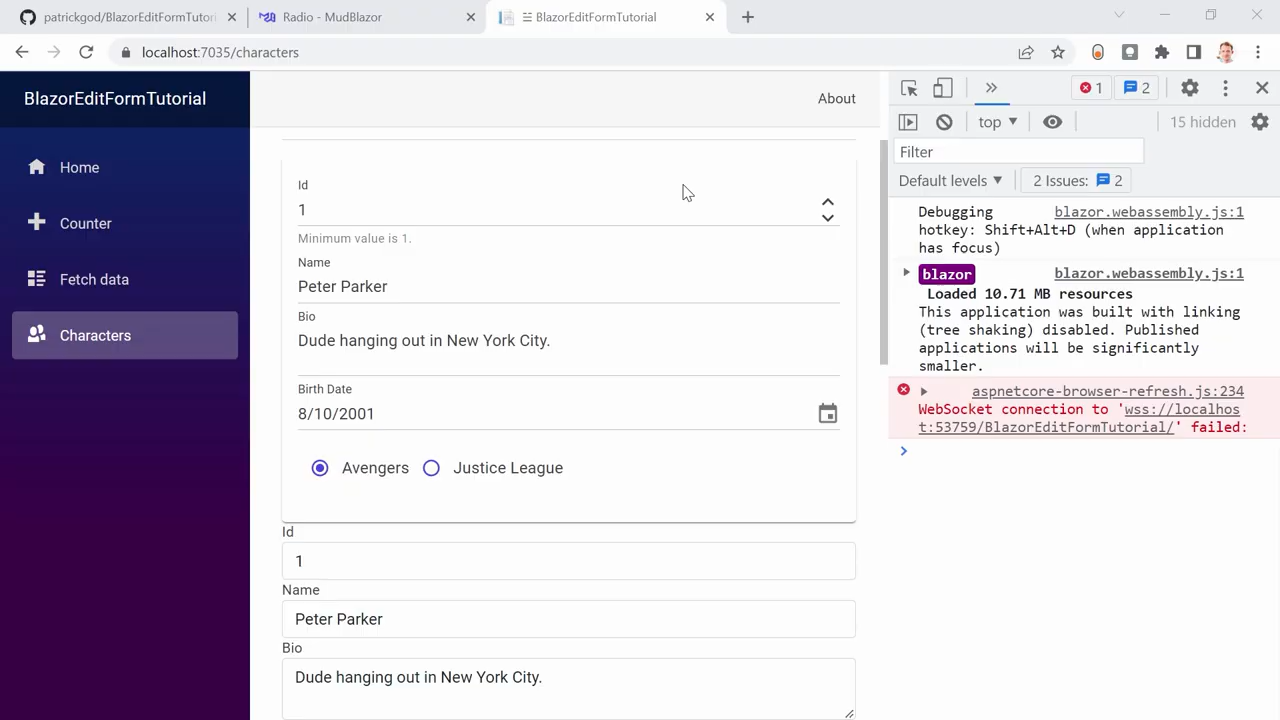 patrickgod/BlazorEditFormTutori
Radio - MudBlazor
BlazorEditFormTutorial
localhost:7035/characters
BlazorEditFormTutorial
About
Home
Counter
Fetch data
Characters
Id
1
Minimum value is 1.
Name
Peter Parker
Bio
Dude hanging out in New York City.
Birth Date
8/10/2001
Avengers
Justice League
Id
1
Name
Peter Parker
Bio
Dude hanging out in New York City.
1
2
top
15 hidden
Filter
Default levels
2 Issues: 2
Debugging blazor.webassembly.js:1
hotkey: Shift+Alt+D (when application
has focus)
blazor blazor.webassembly.js:1
Loaded 10.71 MB resources
This application was built with linking
(tree shaking) disabled. Published
applications will be significantly
smaller.
aspnetcore-browser-refresh.js:234
WebSocket connection to 'wss://localhos
t:53759/BlazorEditFormTutorial/' failed: